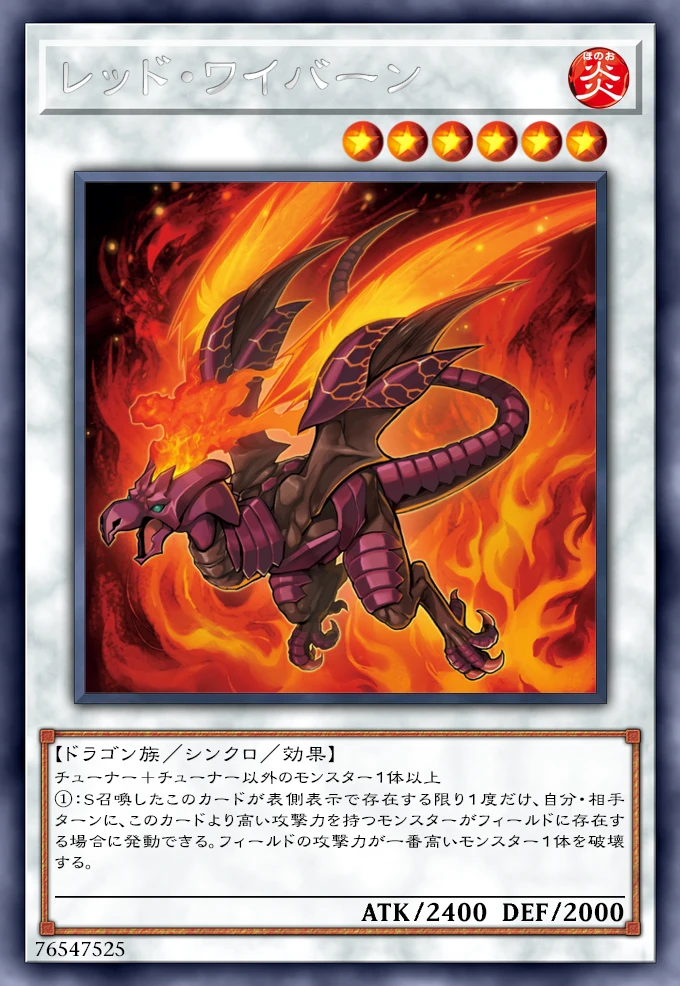 レッド・ワイバーン
ほのお
炎
【ドラゴン族／シンクロ／効果】
チューナー＋チューナー以外のモンスター1体以上
①：S召喚したこのカードが表側表示で存在する限り1度だけ、自分・相手
ターンに、このカードより高い攻撃力を持つモンスターがフィールドに存在す
る場合に発動できる。フィールドの攻撃力が一番高いモンスター1体を破壊
する。
ATK/2400 DEF/2000
76547525